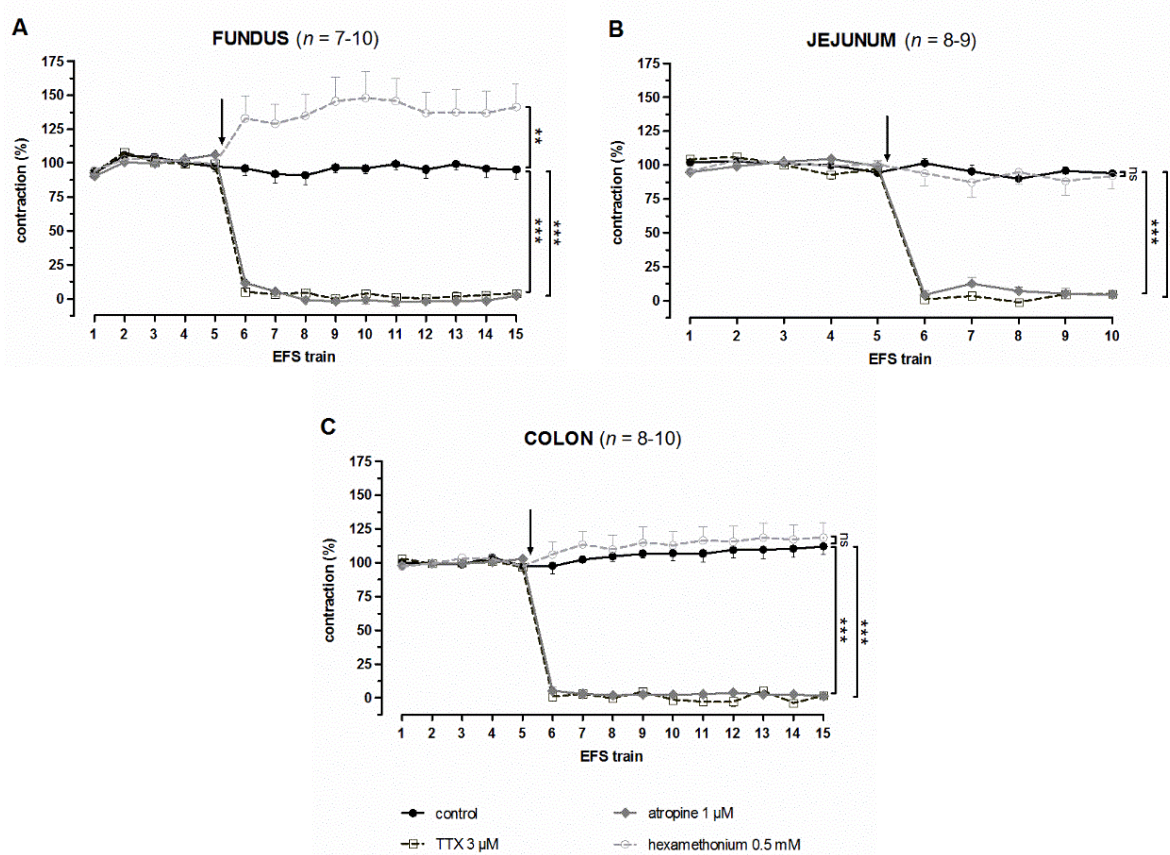 A
FUNDUS (n = 7-10)
contraction (%)
175
150
125
100
75
50
25
0
1 2 3 4 5 6 7 8 9 10 11 12 13 14 15
EFS train
**
***
***
B
JEJUNUM (n = 8-9)
contraction (%)
175
150
125
100
75
50
25
0
1 2 3 4 5 6 7 8 9 10
EFS train
ns
***
C
COLON (n = 8-10)
contraction (%)
175
150
125
100
75
50
25
0
1 2 3 4 5 6 7 8 9 10 11 12 13 14 15
EFS train
ns
***
***
control
atropine 1 µM
TTX 3 µM
hexamethonium 0.5 mM